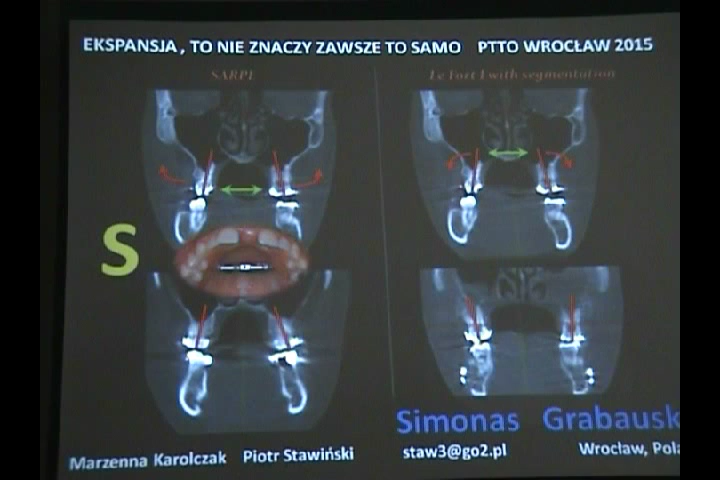 EKSPANSJA, TO NIE ZNACZY ZAWSZE TO SAMO PTTO WROCŁAW 2015
SARPE
Le Fort I with segmentation
S
Simonas Grabausk
Marzenna Karolczak Piotr Stawiński staw3@go2.pl Wrocław, Pola